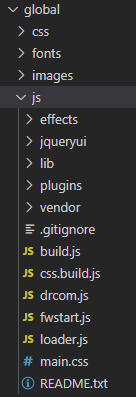 global
css
fonts
images
js
effects
jqueryui
lib
plugins
vendor
.gitignore
JS build.js
JS css.build.js
JS drcom.js
JS fwstart.js
JS loader.js
# main.css
README.txt